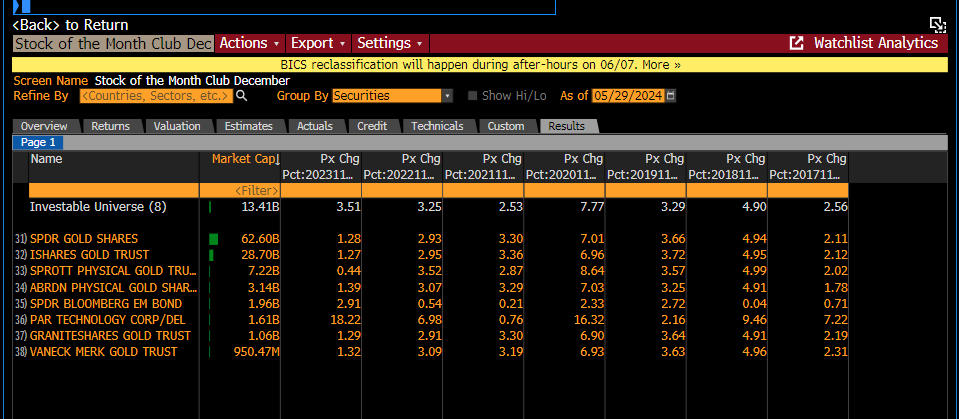 <Back> to Return
Stock of the Month Club Dec Actions Export Settings Watchlist Analytics
BICS reclassification will happen during after-hours on 06/07. More »
Screen Name Stock of the Month Club December
Refine By <Countries, Sectors, etc.> Group By Securities Show Hi/Lo As of 05/29/2024
Overview Returns Valuation Estimates Actuals Credit Technicals Custom Results
Page 1
Name Market Cap Px Chg Px Chg Px Chg Px Chg Px Chg Px Chg Px Chg
Pct:202311... Pct:202211... Pct:202111... Pct:202011... Pct:201911... Pct:201811... Pct:201711...
<Filter>
Investable Universe (8) 13.41B 3.51 3.25 2.53 7.77 3.29 4.90 2.56
31) SPDR GOLD SHARES 62.60B 1.28 2.93 3.30 7.01 3.66 4.94 2.11
32) ISHARES GOLD TRUST 28.70B 1.27 2.95 3.36 6.96 3.72 4.95 2.12
33) SPROTT PHYSICAL GOLD TRU... 7.22B 0.44 3.52 2.87 8.64 3.57 4.99 2.02
34) ABRDN PHYSICAL GOLD SHAR... 3.14B 1.39 3.07 3.29 7.03 3.25 4.91 1.78
35) SPDR BLOOMBERG EM BOND 1.96B 2.91 0.54 0.21 2.33 2.72 0.04 0.71
36) PAR TECHNOLOGY CORP/DEL 1.61B 18.22 6.98 0.76 16.32 2.16 9.46 7.22
37) GRANITESHARES GOLD TRUST 1.06B 1.29 2.91 3.30 6.90 3.64 4.91 2.19
38) VANECK MERK GOLD TRUST 950.47M 1.32 3.09 3.19 6.93 3.63 4.96 2.31